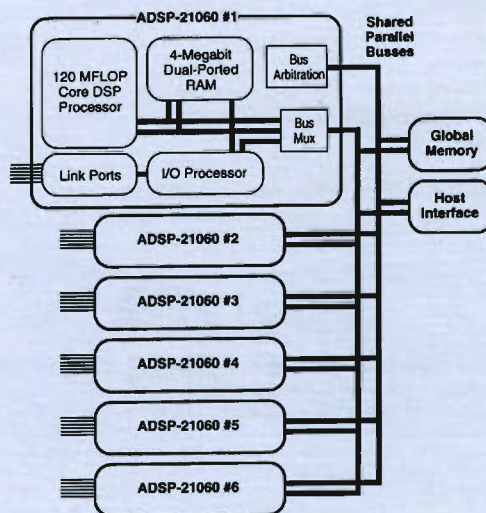 ADSP-21060 #1
Shared
Parallel
Busses
120 MFLOP
Core DSP
Processor
4-Megabit
Dual-Ported
RAM
Bus
Arbitration
Bus
Mux
Global
Memory
Link Ports
I/O Processor
Host
Interface
ADSP-21060 #2
ADSP-21060 #3
ADSP-21060 #4
ADSP-21060 #5
ADSP-21060 #6